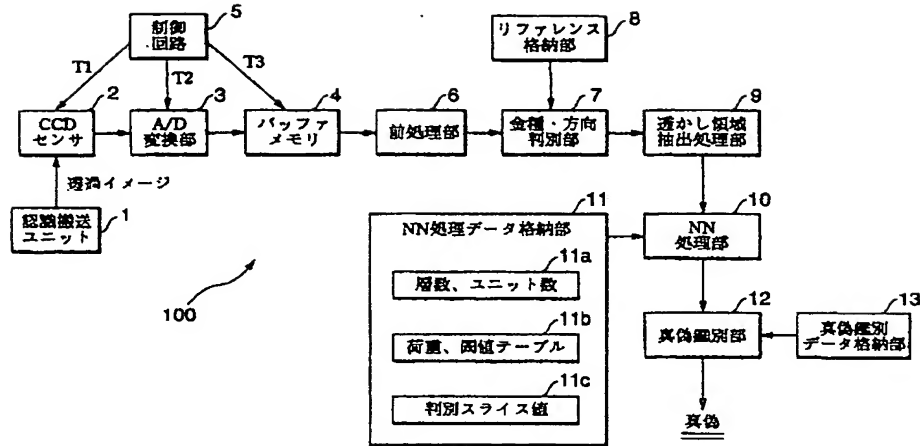 5
制御
回路
T1
T2
T3
2
CCD
センサ
3
A/D
変換部
4
バッファ
メモリ
6
前処理部
8
リファレンス
格納部
7
金種・方向
判別部
9
透かし領域
抽出処理部
透過イメージ
1
認識搬送
ユニット
100
11
NN処理データ格納部
11a
層数、ユニット数
11b
荷重、閾値テーブル
11c
判別スライス値
10
NN
処理部
12
真偽鑑別部
13
真偽鑑別
データ格納部
真偽